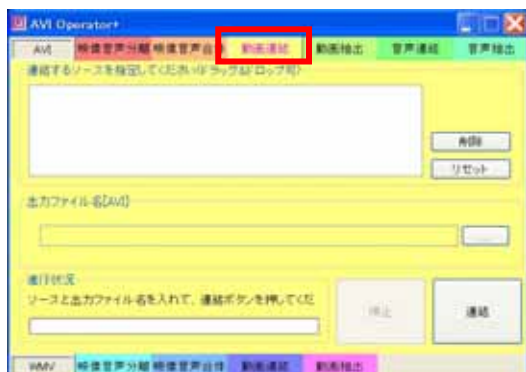 AVI Operator+
AVI 映像音声分離 映像音声合体 動画連結 動画抽出 音声連結 音声抽出
連結するソースを指定してください(ドラッグ&ドロップ可)
削除
リセット
出力ファイル名[AVI]
...
進行状況
ソースと出力ファイル名を入れて、連結ボタンを押してくだ
停止
連結
WMV 映像音声分離 映像音声合体 動画連結 動画抽出